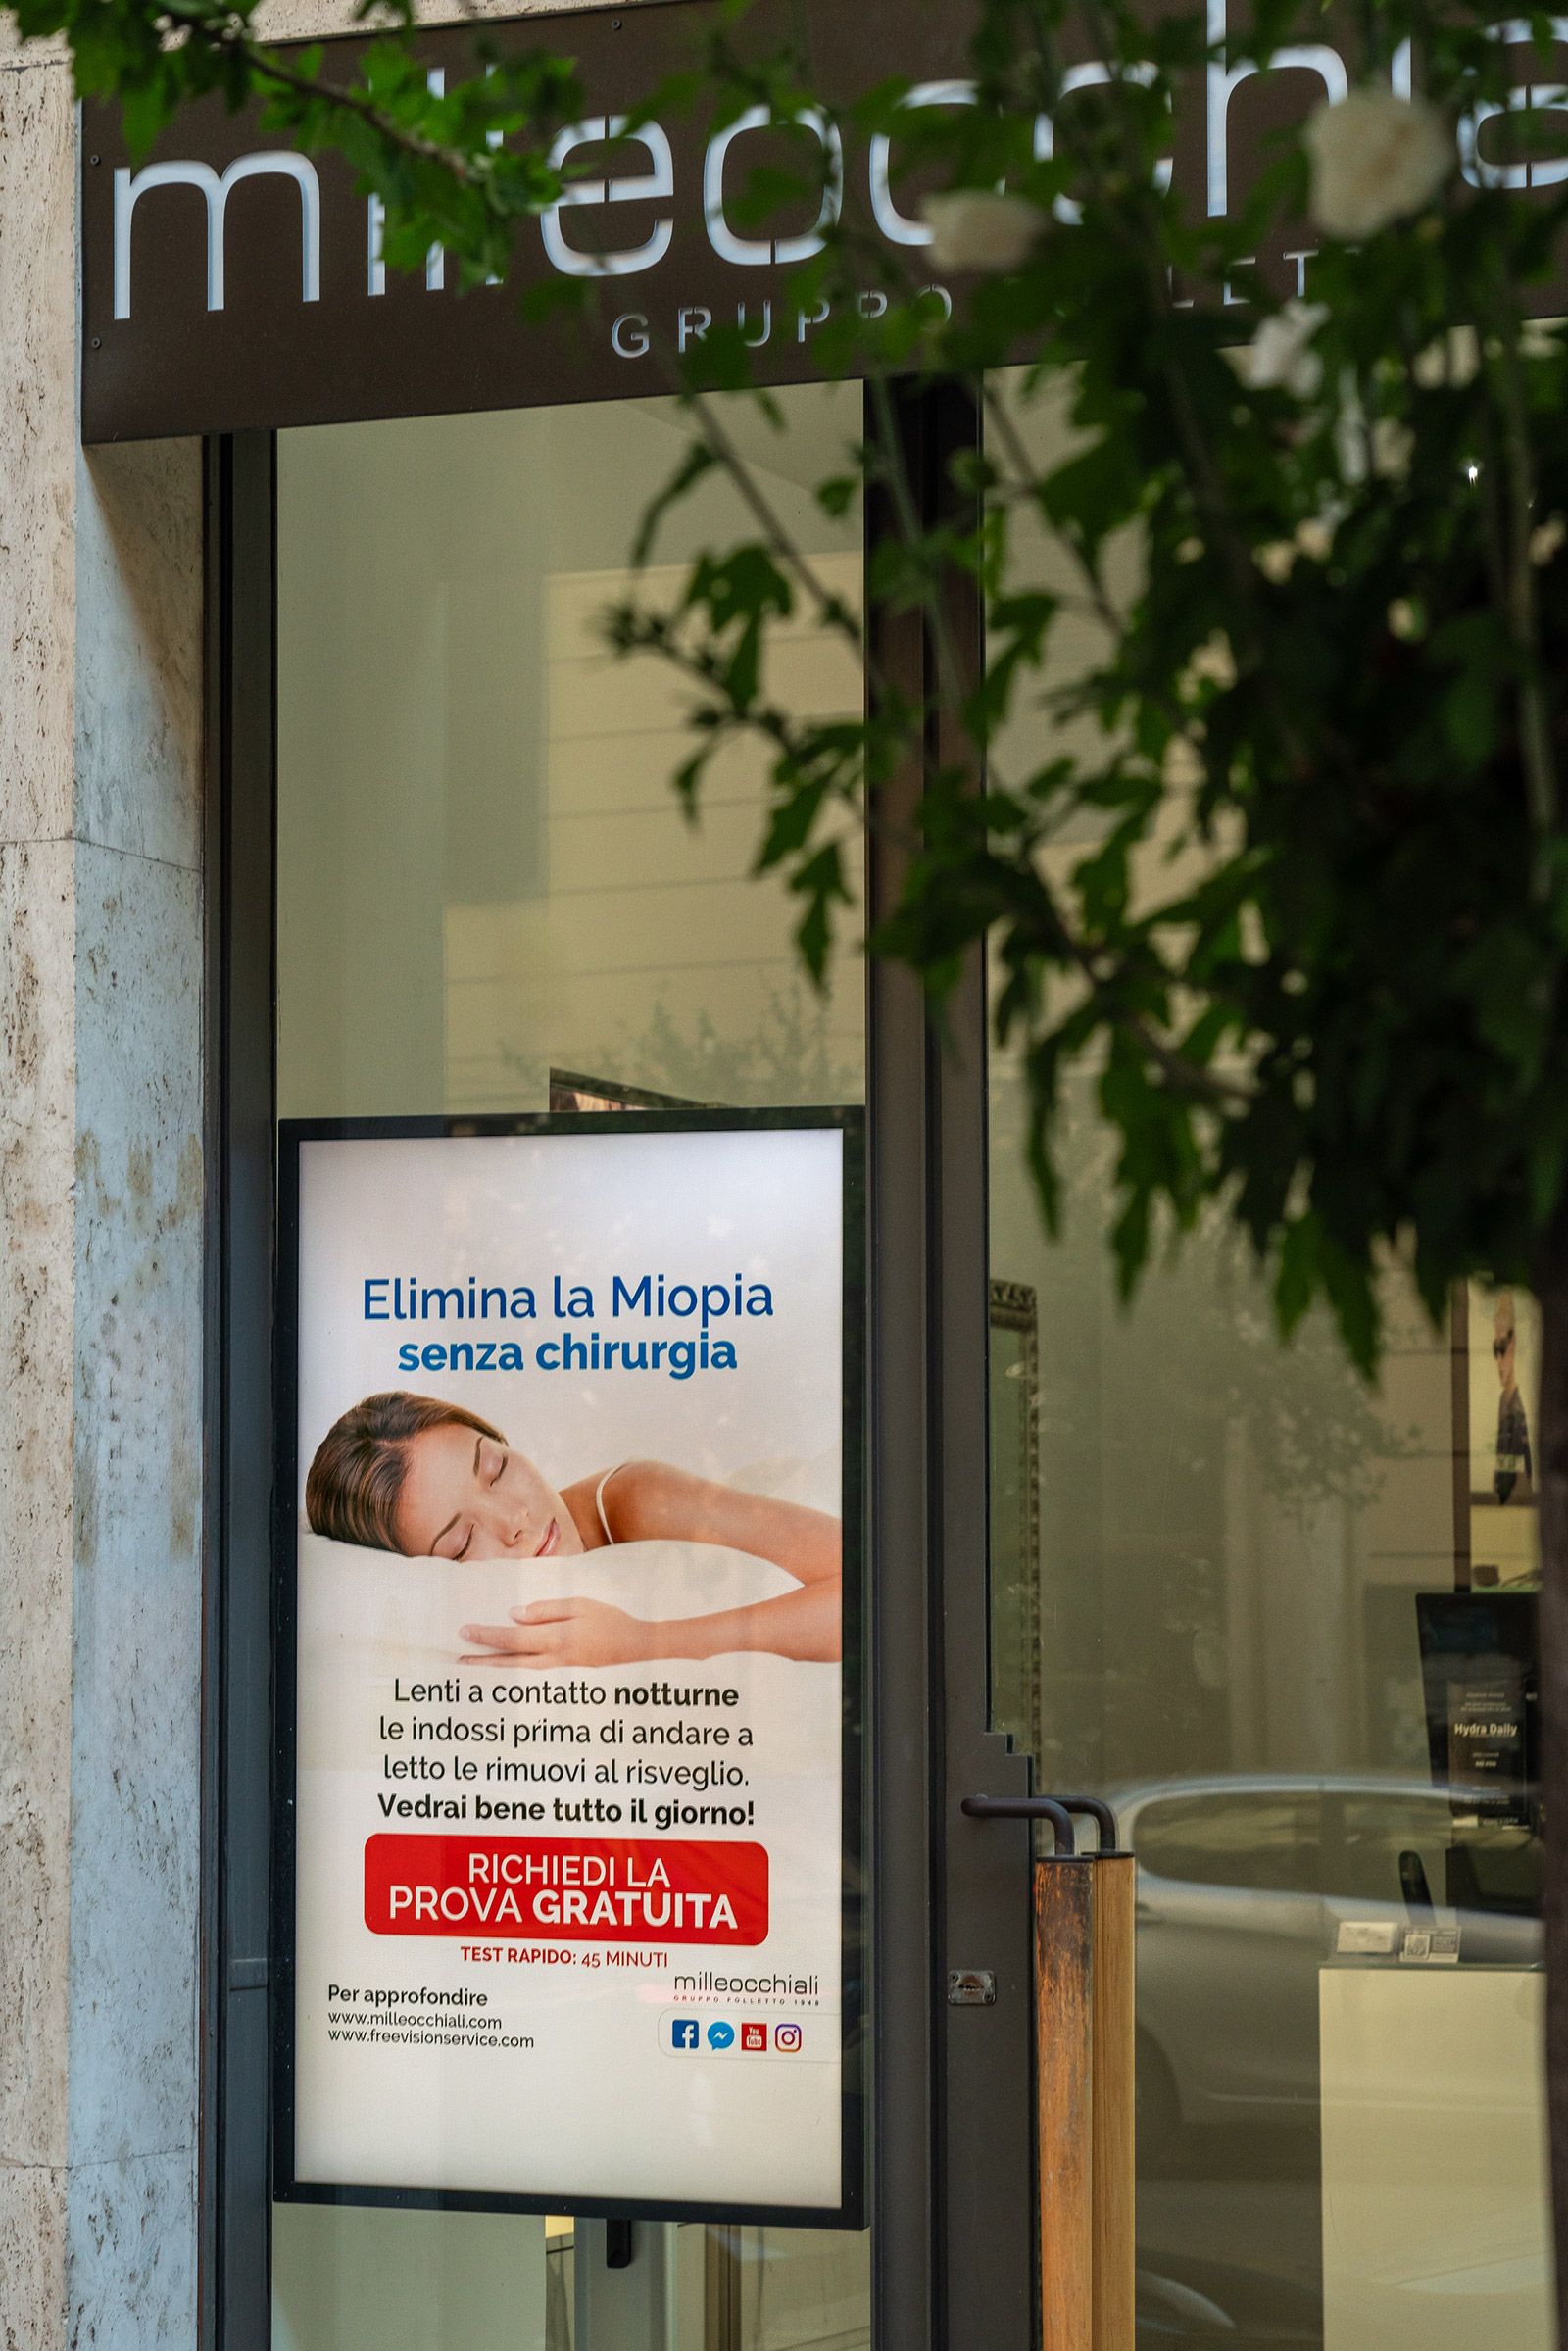 GRUPPO
Elimina la Miopia
senza chirurgia
Lenti a contatto notturne
le indossi prima di andare a
letto le rimuovi al risveglio.
Vedrai bene tutto il giorno!
RICHIEDI LA
PROVA GRATUITA
TEST RAPIDO: 45 MINUTI
milleocchiali
GRUPPO FOLLETTO 1948
Per approfondire
www.milleocchiali.com
www.freevisionservice.com
You
Tube
Hydra Daily